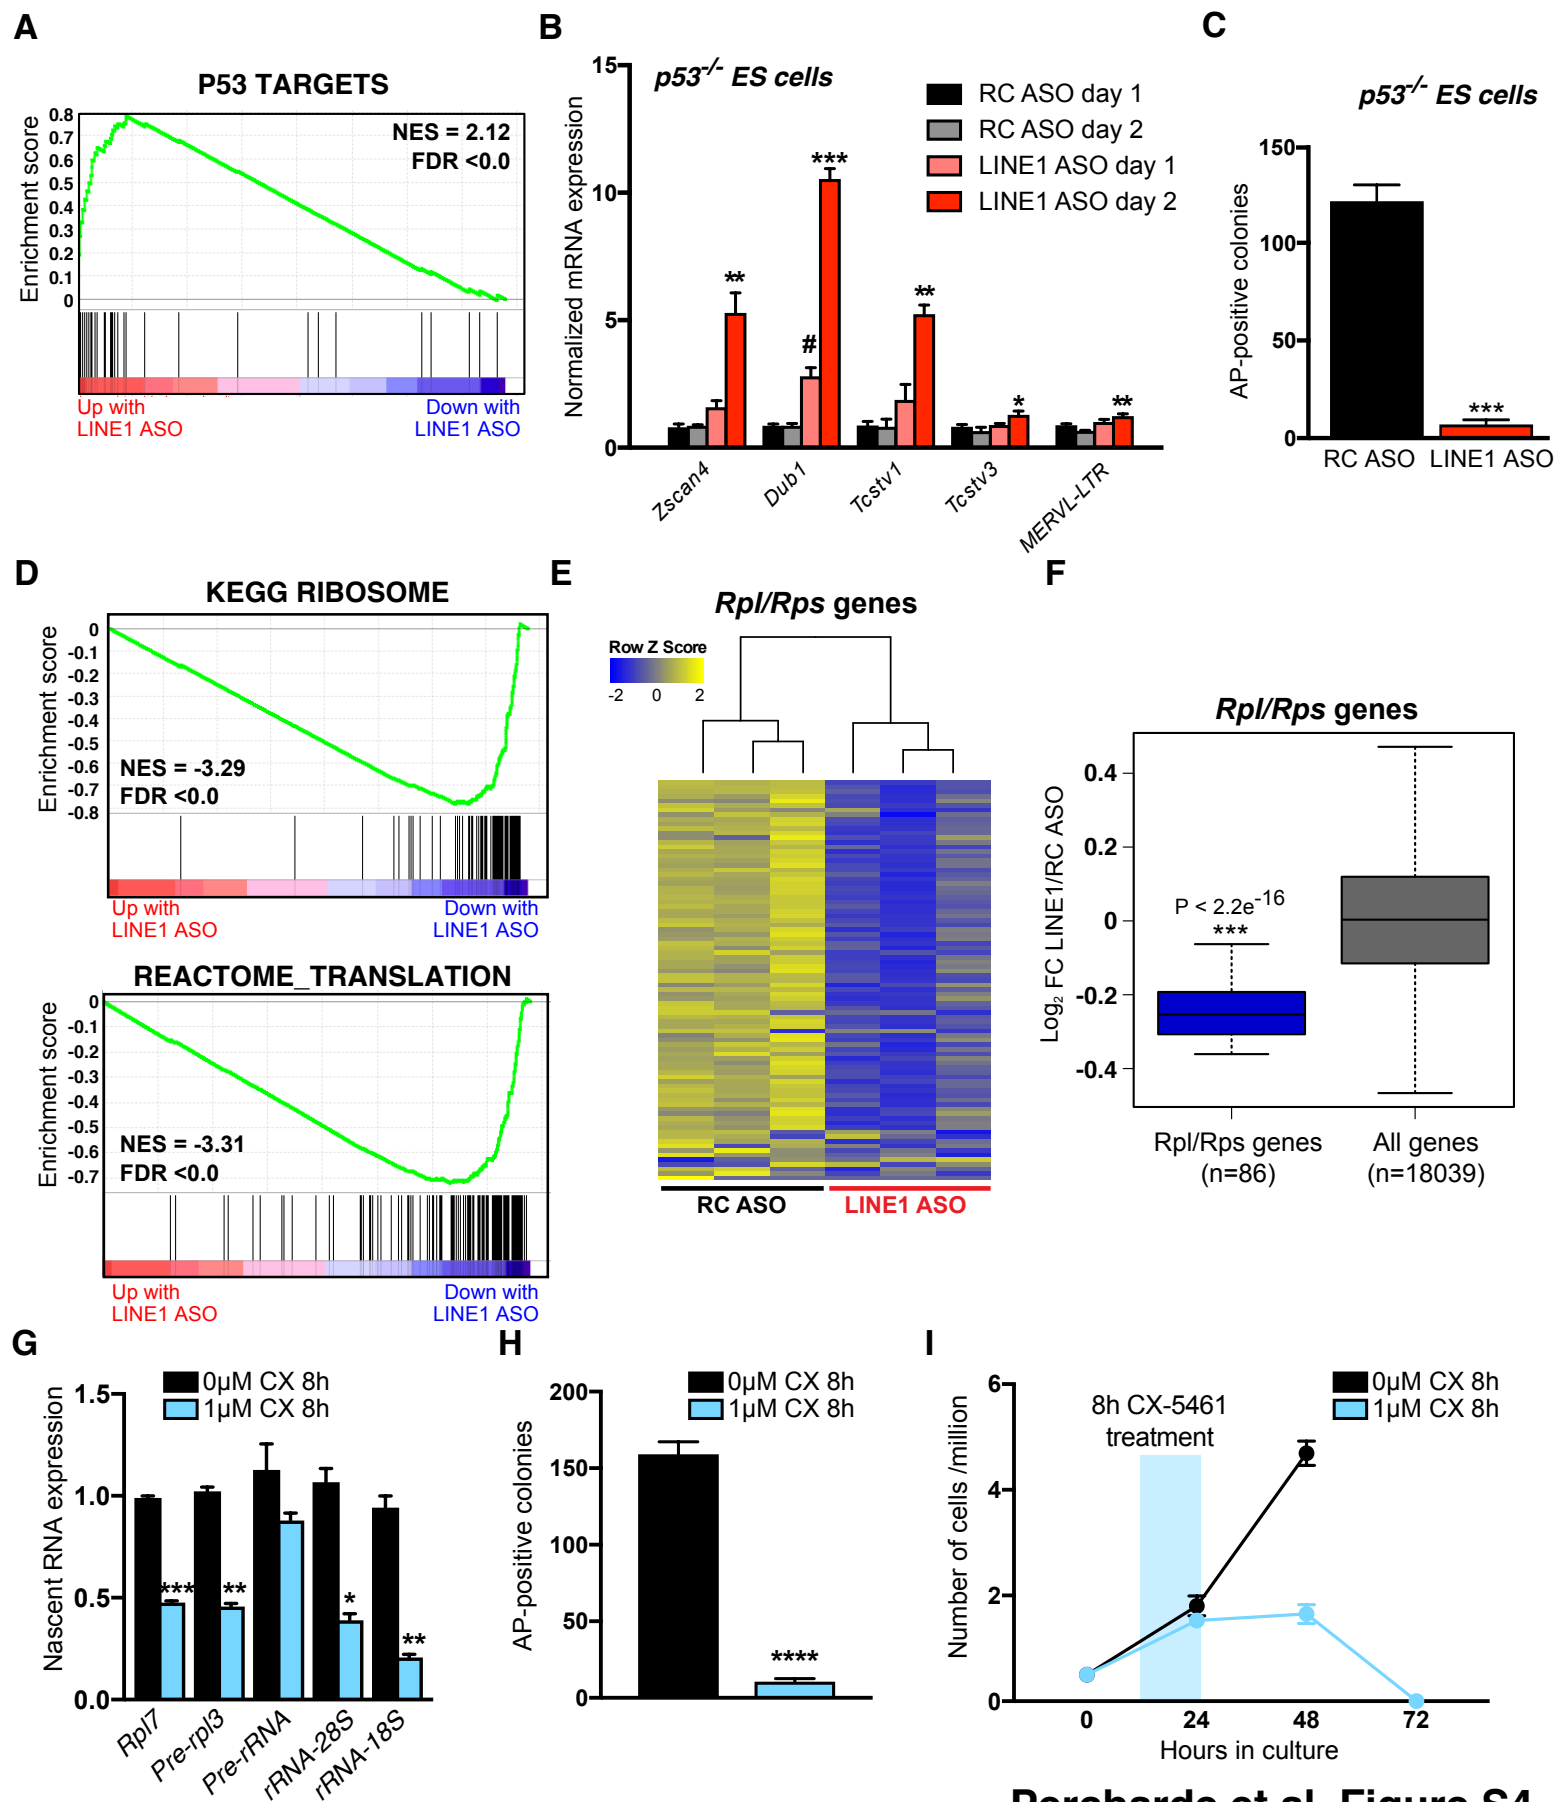 A
P53 TARGETS
Enrichment score
0.8
0.7
0.6
0.5
0.4
0.3
0.2
0.1
0
NES = 2.12
FDR <0.0
Up with
LINE1 ASO
Down with
LINE1 ASO
B
p53-/- ES cells
Normalized mRNA expression
15
10
5
0
RC ASO day 1
RC ASO day 2
LINE1 ASO day 1
LINE1 ASO day 2
**
#
***
**
*
**
Zscan4
Dub1
Tcstv1
Tcstv3
MERVL-LTR
C
p53-/- ES cells
AP-positive colonies
150
100
50
0
***
RC ASO
LINE1 ASO
D
KEGG RIBOSOME
Enrichment score
0
-0.1
-0.2
-0.3
-0.4
-0.5
-0.6
-0.7
-0.8
NES = -3.29
FDR <0.0
Up with
LINE1 ASO
Down with
LINE1 ASO
REACTOME_TRANSLATION
Enrichment score
0
-0.1
-0.2
-0.3
-0.4
-0.5
-0.6
-0.7
NES = -3.31
FDR <0.0
Up with
LINE1 ASO
Down with
LINE1 ASO
E
Rpl/Rps genes
Row Z Score
-2 0 2
RC ASO
LINE1 ASO
F
Rpl/Rps genes
Log2 FC LINE1/RC ASO
0.4
0.2
0
-0.2
-0.4
P < 2.2e-16
***
Rpl/Rps genes
(n=86)
All genes
(n=18039)
G
0µM CX 8h
1µM CX 8h
Nascent RNA expression
1.5
1.0
0.5
0.0
***
**
*
**
Rpl7
Pre-rpl3
Pre-rRNA
rRNA-28S
rRNA-18S
H
0µM CX 8h
1µM CX 8h
AP-positive colonies
200
150
100
50
0
****
I
0µM CX 8h
1µM CX 8h
8h CX-5461
treatment
Number of cells /million
6
4
2
0
0 24 48 72
Hours in culture